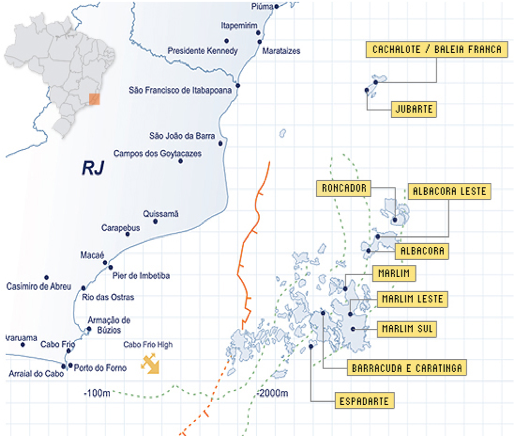 Piúma
Itapemirim
Presidente Kennedy
Marataizes
CACHALOTE / BALEIA FRANCA
São Francisco de Itabapoana
JUBARTE
São João da Barra
Campos dos Goytacazes
RJ
RONCADOR
ALBACORA LESTE
Quissamã
Carapebus
ALBACORA
Macaé
Pier de Imbetiba
MARLIM
Casimiro de Abreu
Rio das Ostras
MARLIM LESTE
Armação de
Búzios
MARLIM SUL
vraruama
Cabo Frio
Cabo Frio High
Arraial do Cabo
Porto do Forno
BARRACUDA E CARATINGA
-100m
-2000m
ESPADARTE